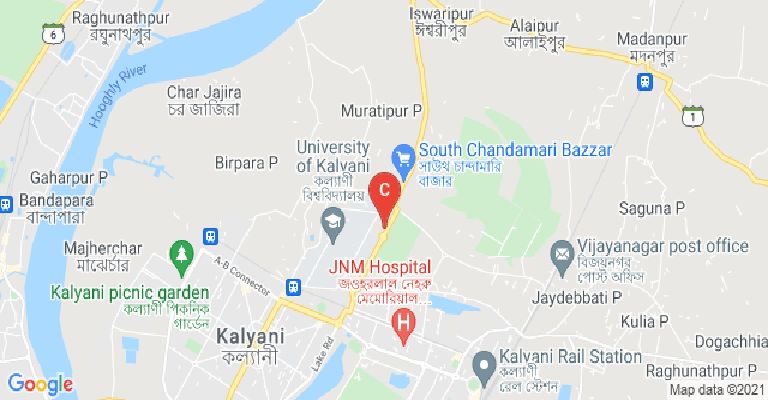 Raghunathpur
রঘুনাথপুর
6
Iswaripur
ঈশ্বরীপুর
Alaipur
আলাইপুর
Madanpur
মদনপুর
Hooghly River
Char Jajira
চর জাজিরা
Muratipur P
1
University
of Kalyani
কল্যাণী
বিশ্ববিদ্যালয়
South Chandamari Bazzar
সাউথ চান্দামারি
বাজার
Birpara P
Gaharpur P
C
Bandapara
বান্দাপারা
Saguna P
Majherchar
মাঝেৰ্চার
Vijayanagar post office
বিজয়নগর
পোস্ট অফিস
A-B Connector
JNM Hospital
জওহরলাল নেহরু
মেমোরিয়াল...
Kalyani picnic garden
কল্যাণী পিকনিক
গার্ডেন
Jaydebbati P
H
Kulia P
Kalyani
কল্যাণী
Lake Rd
Dogachhia
Kalyani Rail Station
কল্যাণী
রেল স্টেশন
Raghunathpur P
Google
Map data ©2021